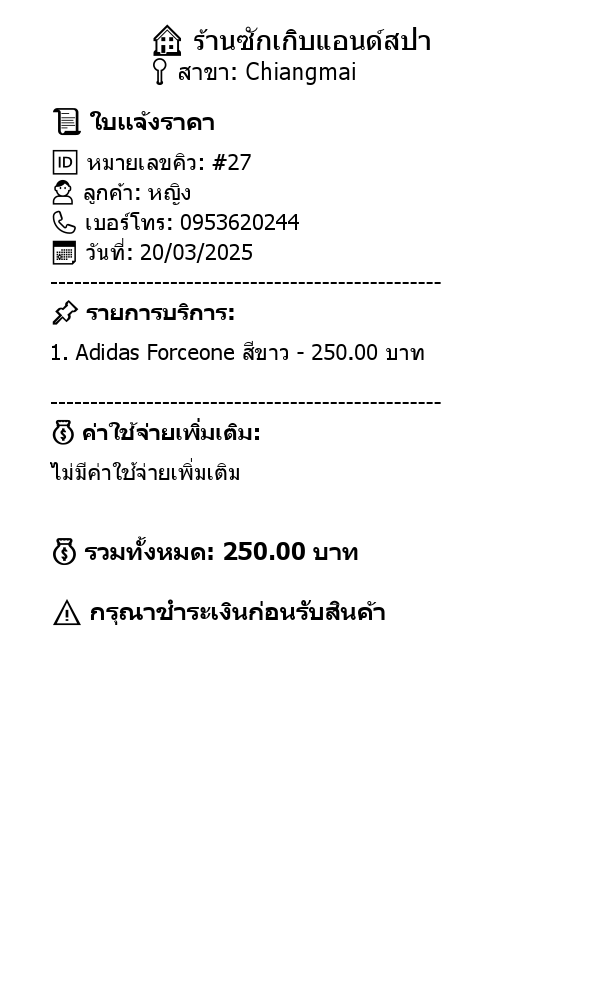 🏠 ร้านซักเกิบแอนด์สปา
📍 สาขา: Chiangmai
📜 ใบแจ้งราคา
🆔 หมายเลขคิว: #27
👩 ลูกค้า: หญิง
📞 เบอร์โทร: 0953620244
📅 วันที่: 20/03/2025
-------------------------------------------------
📌 รายการบริการ:
1. Adidas Forceone สีขาว - 250.00 บาท
-------------------------------------------------
💰 ค่าใช้จ่ายเพิ่มเติม:
ไม่มีค่าใช้จ่ายเพิ่มเติม
💰 รวมทั้งหมด: 250.00 บาท
⚠ กรุณาชำระเงินก่อนรับสินค้า